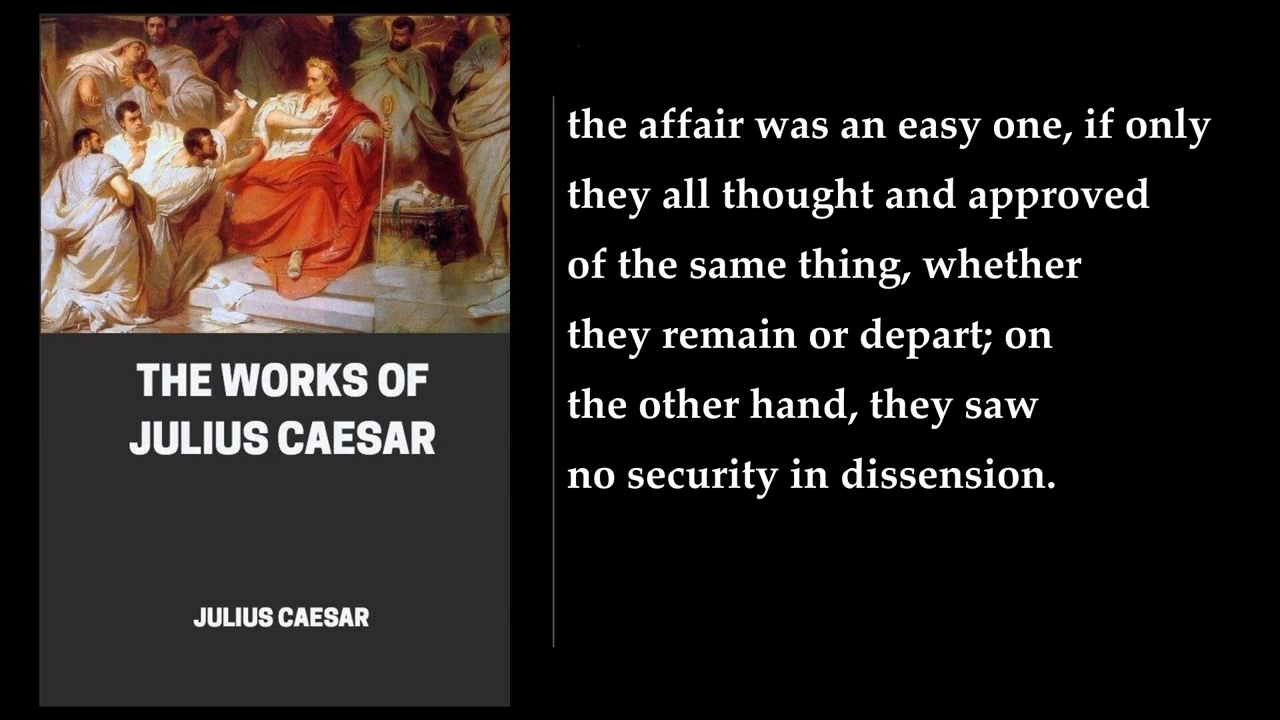 THE WORKS OF
JULIUS CAESAR
JULIUS CAESAR
the affair was an easy one, if only
they all thought and approved
of the same thing, whether
they remain or depart; on
the other hand, they saw
no security in dissension.